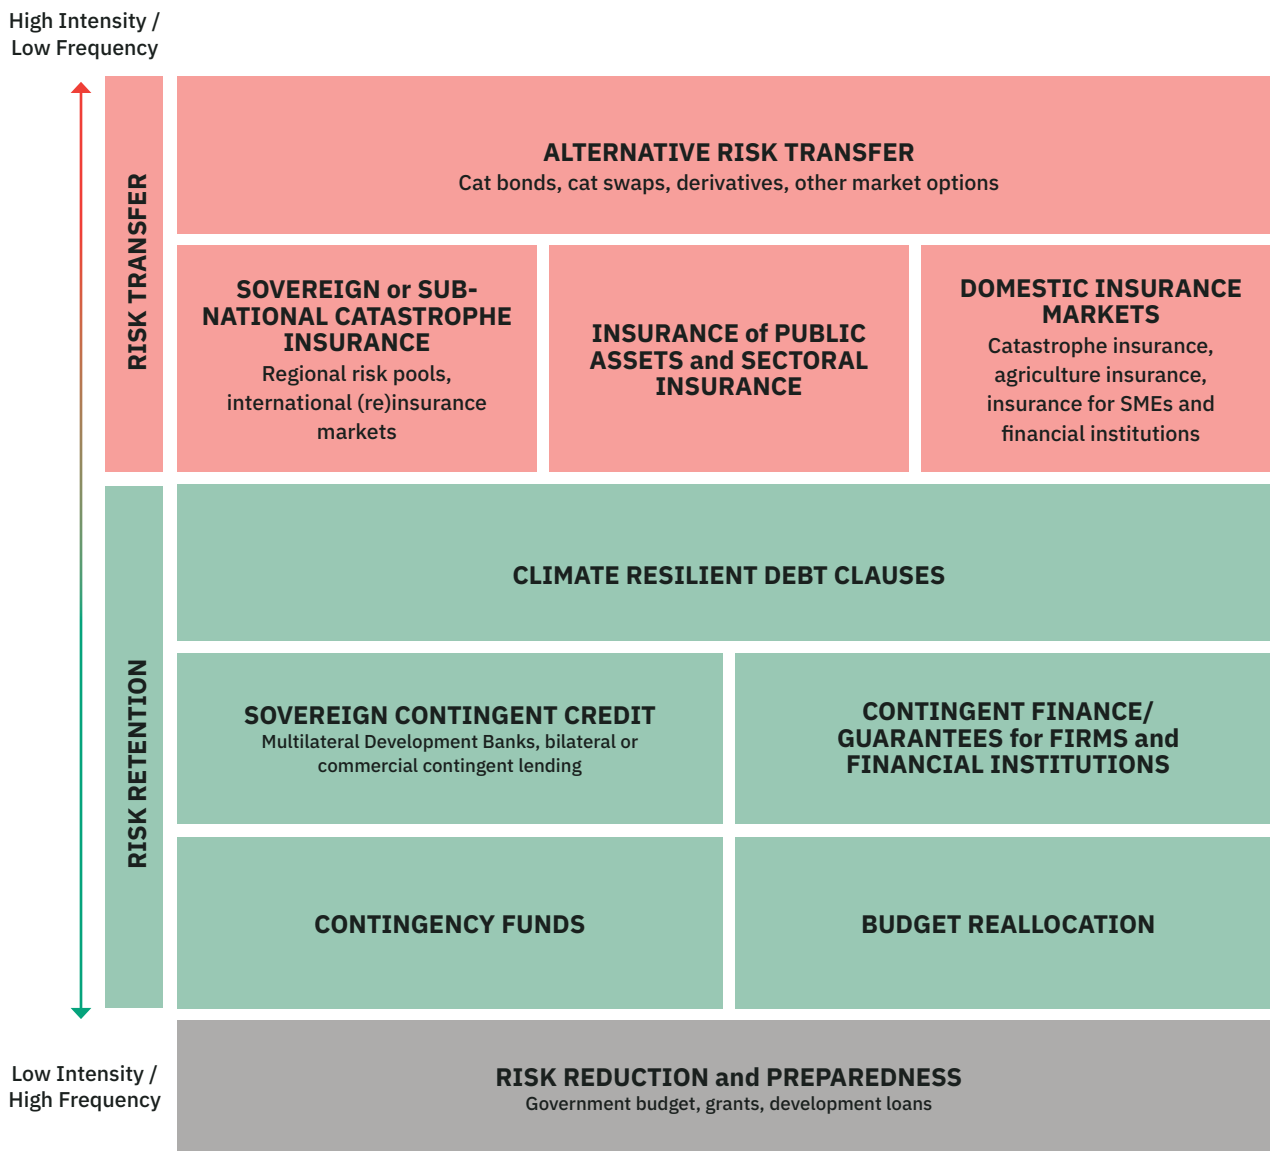 High Intensity /
Low Frequency
RISK TRANSFER
ALTERNATIVE RISK TRANSFER
Cat bonds, cat swaps, derivatives, other market options
SOVEREIGN or SUB-
NATIONAL CATASTROPHE
INSURANCE
Regional risk pools,
international (re)insurance
markets
INSURANCE of PUBLIC
ASSETS and SECTORAL
INSURANCE
DOMESTIC INSURANCE
MARKETS
Catastrophe insurance,
agriculture insurance,
insurance for SMEs and
financial institutions
RISK RETENTION
CLIMATE RESILIENT DEBT CLAUSES
SOVEREIGN CONTINGENT CREDIT
Multilateral Development Banks, bilateral or
commercial contingent lending
CONTINGENT FINANCE/
GUARANTEES for FIRMS and
FINANCIAL INSTITUTIONS
CONTINGENCY FUNDS
BUDGET REALLOCATION
Low Intensity /
High Frequency
RISK REDUCTION and PREPAREDNESS
Government budget, grants, development loans